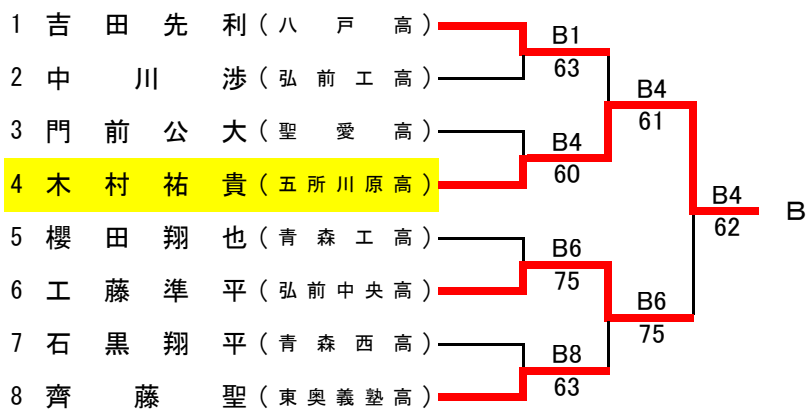 1 吉田先利(八戸高)
B1
63
2 中川渉(弘前工高)
B4
61
3 門前公大(聖愛高)
B4
60
4 木村祐貴(五所川原高)
B4
62
B
5 櫻田翔也(青森工高)
B6
75
6 工藤準平(弘前中央高)
B6
75
7 石黒翔平(青森西高)
B8
63
8 齊藤聖(東奥義塾高)